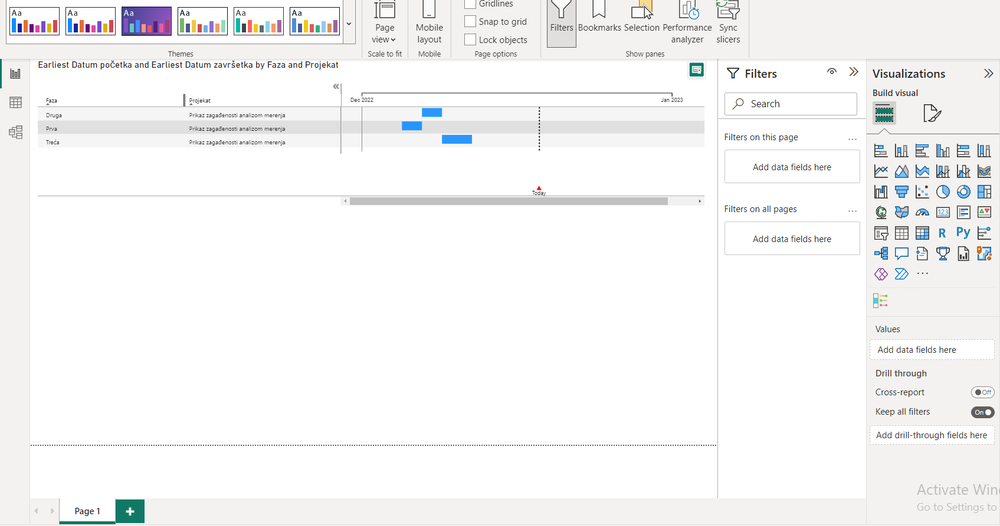 Aa
Aa
Aa
Aa
Aa
Aa
Themes
Page
view
Scale to fit
Mobile
layout
Mobile
Gridlines
Snap to grid
Lock objects
Page options
Filters
Bookmarks
Selection
Performance
analyzer
Sync
slicers
Show panes
Earliest Datum početka and Earliest Datum završetka by Faza and Projekat
Faza
Projekat
Dec 2022
Jan 2023
Druga
Prikaz zagađenosti analizom merenja
Prva
Prikaz zagađenosti analizom merenja
Treća
Prikaz zagađenosti analizom merenja
Today
Filters
Search
Filters on this page
...
Add data fields here
Filters on all pages
...
Add data fields here
Visualizations
Build visual
123
R
Py
...
Values
Add data fields here
Drill through
Cross-report
Off
Keep all filters
On
Add drill-through fields here
Activate Win
Go to Settings to
Page 1